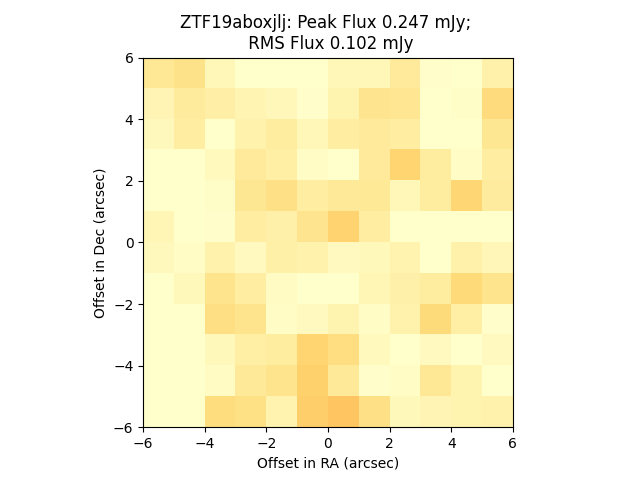 ZTF19aboxjlj: Peak Flux 0.247 mJy;
RMS Flux 0.102 mJy
6
4
2
0
−2
−4
−6
Offset in Dec (arcsec)
−6 −4 −2 0 2 4 6
Offset in RA (arcsec)